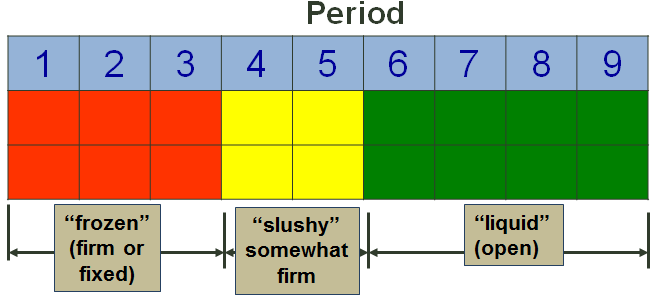 Period
1 2 3 4 5 6 7 8 9
“frozen”
(firm or
fixed)
“slushy”
somewhat
firm
“liquid”
(open)